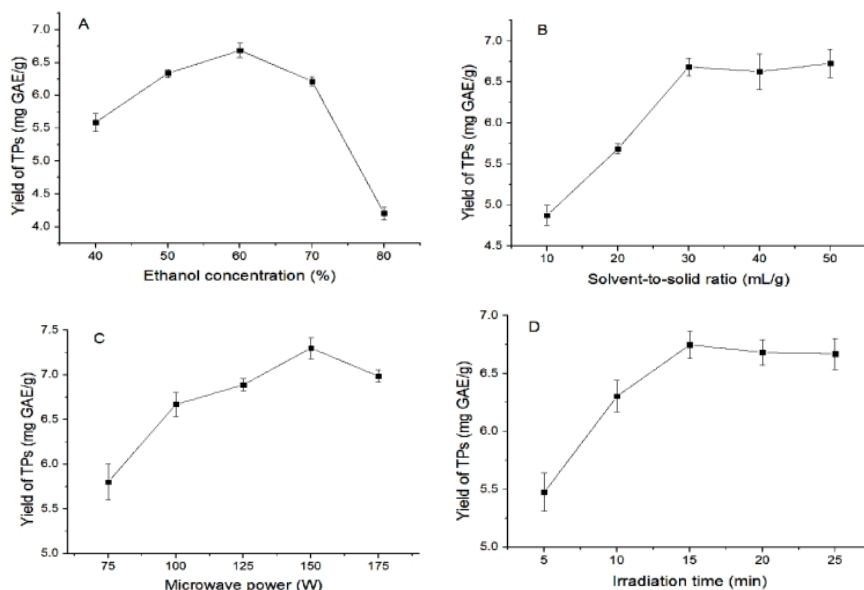 A
7.0
6.5
6.0
5.5
5.0
4.5
4.0
Yield of TPs (mg GAE/g)
40 50 60 70 80
Ethanol concentration (%)
B
7.0
6.5
6.0
5.5
5.0
4.5
Yield of TPs (mg GAE/g)
10 20 30 40 50
Solvent-to-solid ratio (mL/g)
C
7.5
7.0
6.5
6.0
5.5
5.0
Yield of TPs (mg GAE/g)
75 100 125 150 175
Microwave power (W)
D
7.0
6.5
6.0
5.5
5.0
Yield of TPs (mg GAE/g)
5 10 15 20 25
Irradiation time (min)